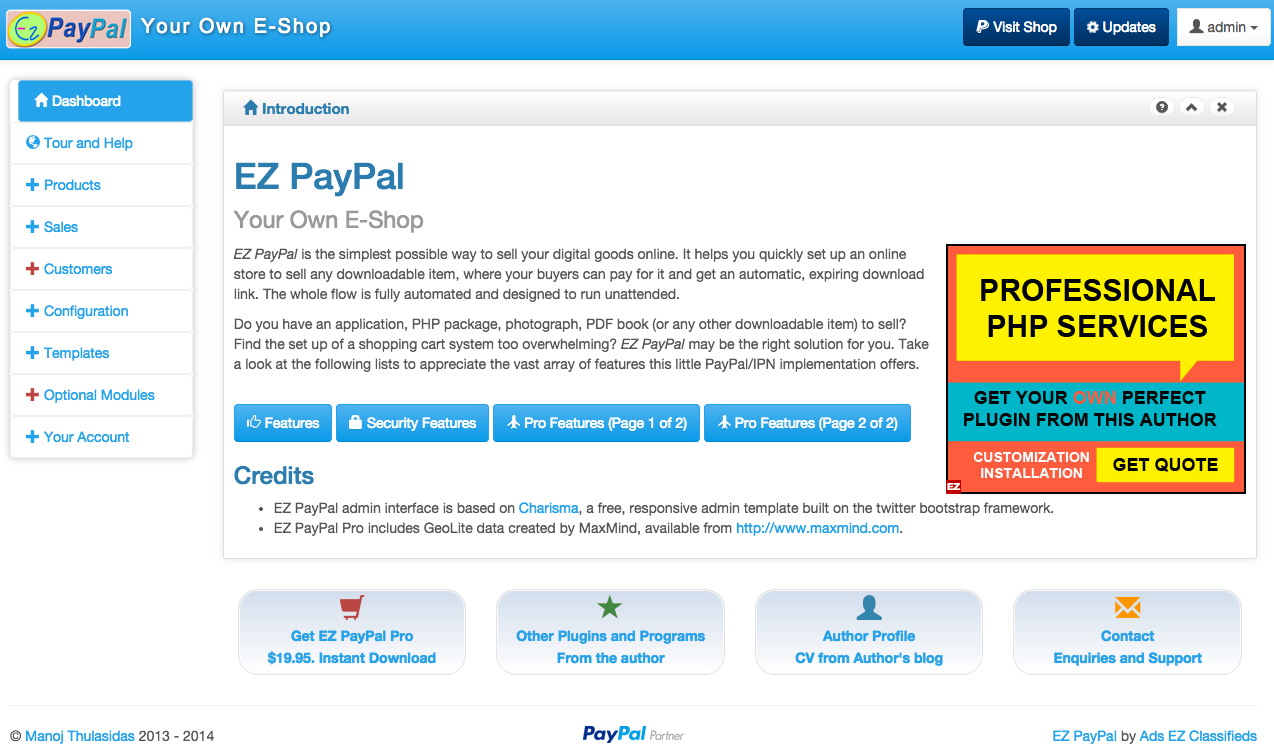 EZ PayPal Your Own E-Shop
Visit Shop
Updates
admin
Dashboard
Tour and Help
Products
Sales
Customers
Configuration
Templates
Optional Modules
Your Account
Introduction
EZ PayPal
Your Own E-Shop
EZ PayPal is the simplest possible way to sell your digital goods online. It helps you quickly set up an online
store to sell any downloadable item, where your buyers can pay for it and get an automatic, expiring download
link. The whole flow is fully automated and designed to run unattended.
Do you have an application, PHP package, photograph, PDF book (or any other downloadable item) to sell?
Find the set up of a shopping cart system too overwhelming? EZ PayPal may be the right solution for you. Take
a look at the following lists to appreciate the vast array of features this little PayPal/IPN implementation offers.
Features
Security Features
Pro Features (Page 1 of 2)
Pro Features (Page 2 of 2)
PROFESSIONAL
PHP SERVICES
GET YOUR OWN PERFECT
PLUGIN FROM THIS AUTHOR
CUSTOMIZATION
INSTALLATION
GET QUOTE
EZ
Credits
• EZ PayPal admin interface is based on Charisma, a free, responsive admin template built on the twitter bootstrap framework.
• EZ PayPal Pro includes GeoLite data created by MaxMind, available from http://www.maxmind.com.
Get EZ PayPal Pro
$19.95. Instant Download
Other Plugins and Programs
From the author
Author Profile
CV from Author's blog
Contact
Enquiries and Support
© Manoj Thulasidas 2013 - 2014
PayPal Partner
EZ PayPal by Ads EZ Classifieds